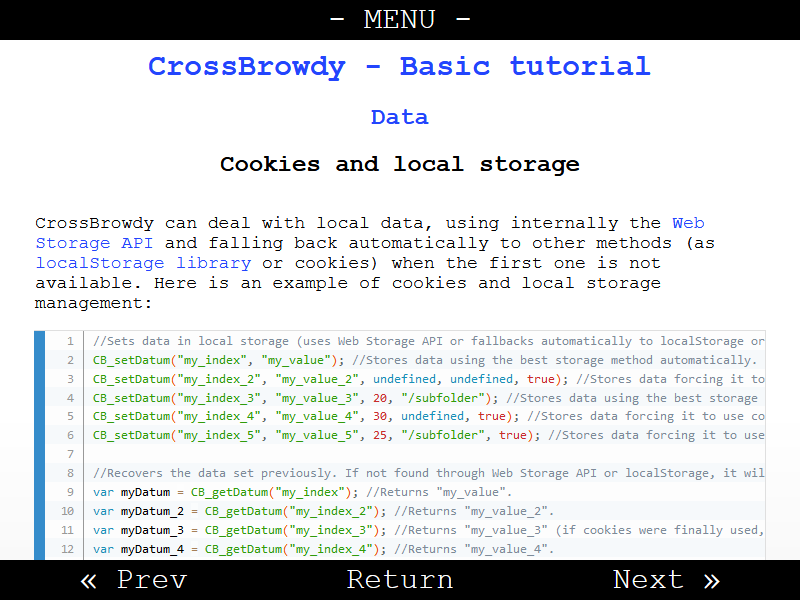 - MENU -
CrossBrowdy - Basic tutorial
Data
Cookies and local storage
CrossBrowdy can deal with local data, using internally the Web
Storage API and falling back automatically to other methods (as
localStorage library or cookies) when the first one is not
available. Here is an example of cookies and local storage
management:
1 //Sets data in local storage (uses Web Storage API or fallbacks automatically to localStorage or
2 CB_setDatum("my_index", "my_value"); //Stores data using the best storage method automatically.
3 CB_setDatum("my_index_2", "my_value_2", undefined, undefined, true); //Stores data forcing it to
4 CB_setDatum("my_index_3", "my_value_3", 20, "/subfolder"); //Stores data using the best storage
5 CB_setDatum("my_index_4", "my_value_4", 30, undefined, true); //Stores data forcing it to use co
6 CB_setDatum("my_index_5", "my_value_5", 25, "/subfolder", true); //Stores data forcing it to use
7
8 //Recovers the data set previously. If not found through Web Storage API or localStorage, it wil
9 var myDatum = CB_getDatum("my_index"); //Returns "my_value".
10 var myDatum_2 = CB_getDatum("my_index_2"); //Returns "my_value_2".
11 var myDatum_3 = CB_getDatum("my_index_3"); //Returns "my_value_3" (if cookies were finally used,
12 var myDatum_4 = CB_getDatum("my_index_4"); //Returns "my_value_4".
« Prev Return Next »